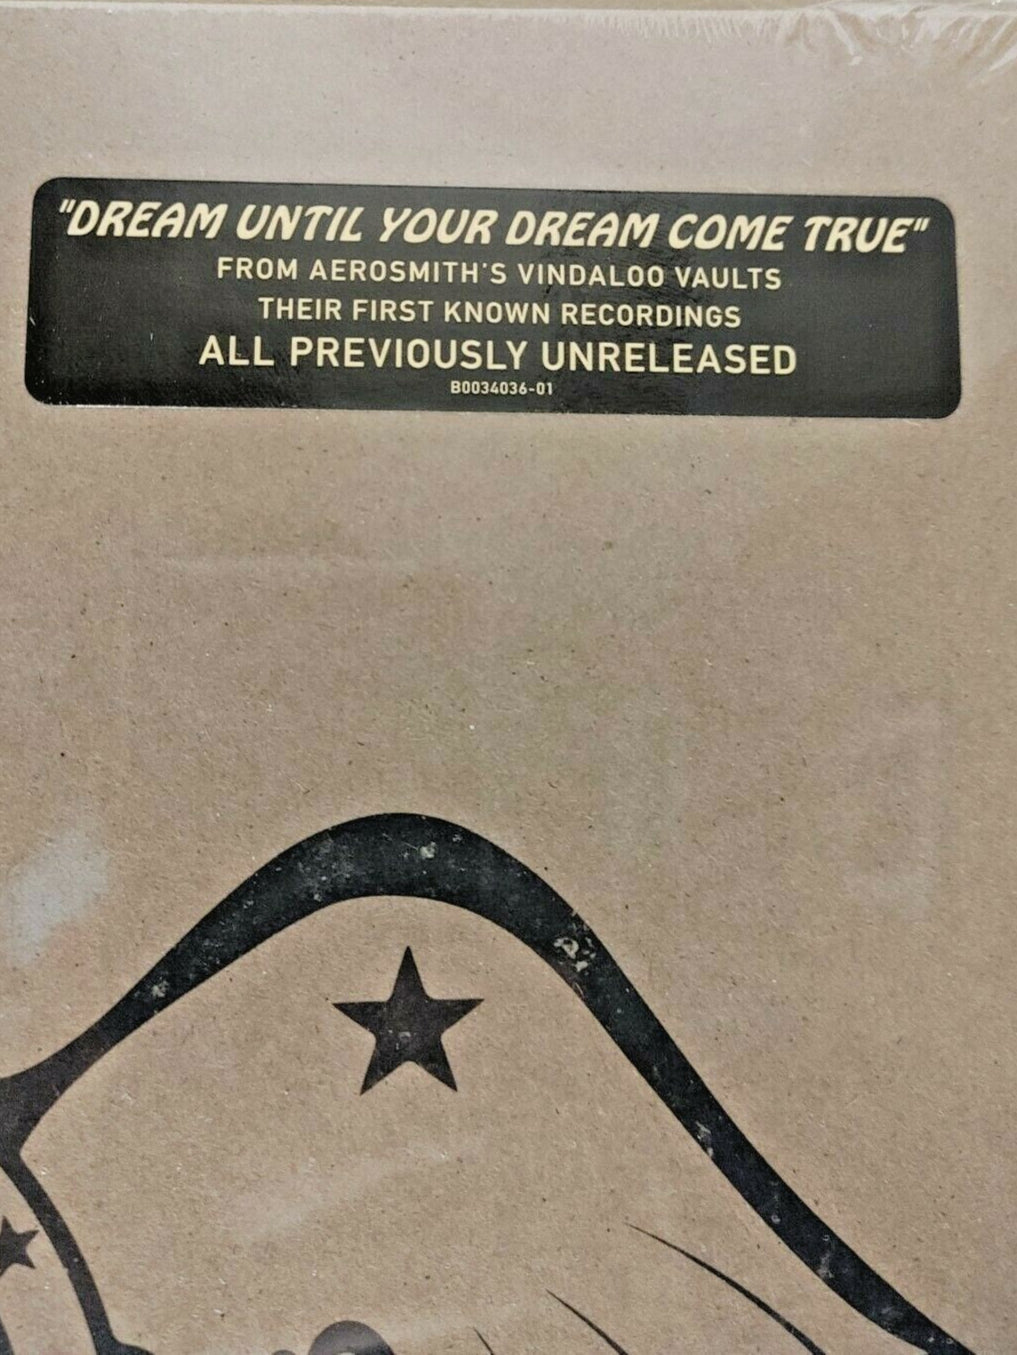 "DREAM UNTIL YOUR DREAM COME TRUE"
FROM AEROSMITH'S VINDALOO VAULTS
THEIR FIRST KNOWN RECORDINGS
ALL PREVIOUSLY UNRELEASED
B0034036-01